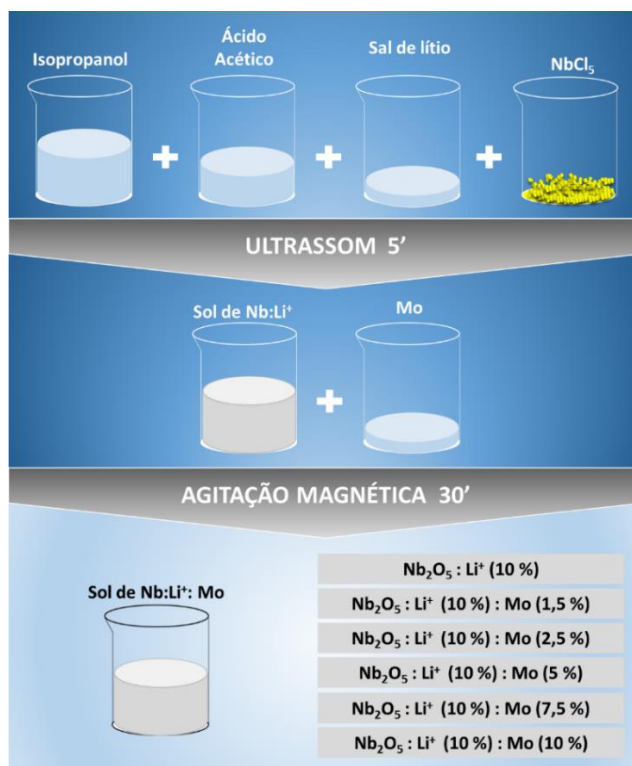 Isopropanol
Ácido
Acético
Sal de lítio
NbCl₅
ULTRASSOM 5’
Sol de Nb:Li⁺
Mo
AGITAÇÃO MAGNÉTICA 30’
Sol de Nb:Li⁺: Mo
Nb₂O₅ : Li⁺ (10 %)
Nb₂O₅ : Li⁺ (10 %) : Mo (1,5 %)
Nb₂O₅ : Li⁺ (10 %) : Mo (2,5 %)
Nb₂O₅ : Li⁺ (10 %) : Mo (5 %)
Nb₂O₅ : Li⁺ (10 %) : Mo (7,5 %)
Nb₂O₅ : Li⁺ (10 %) : Mo (10 %)